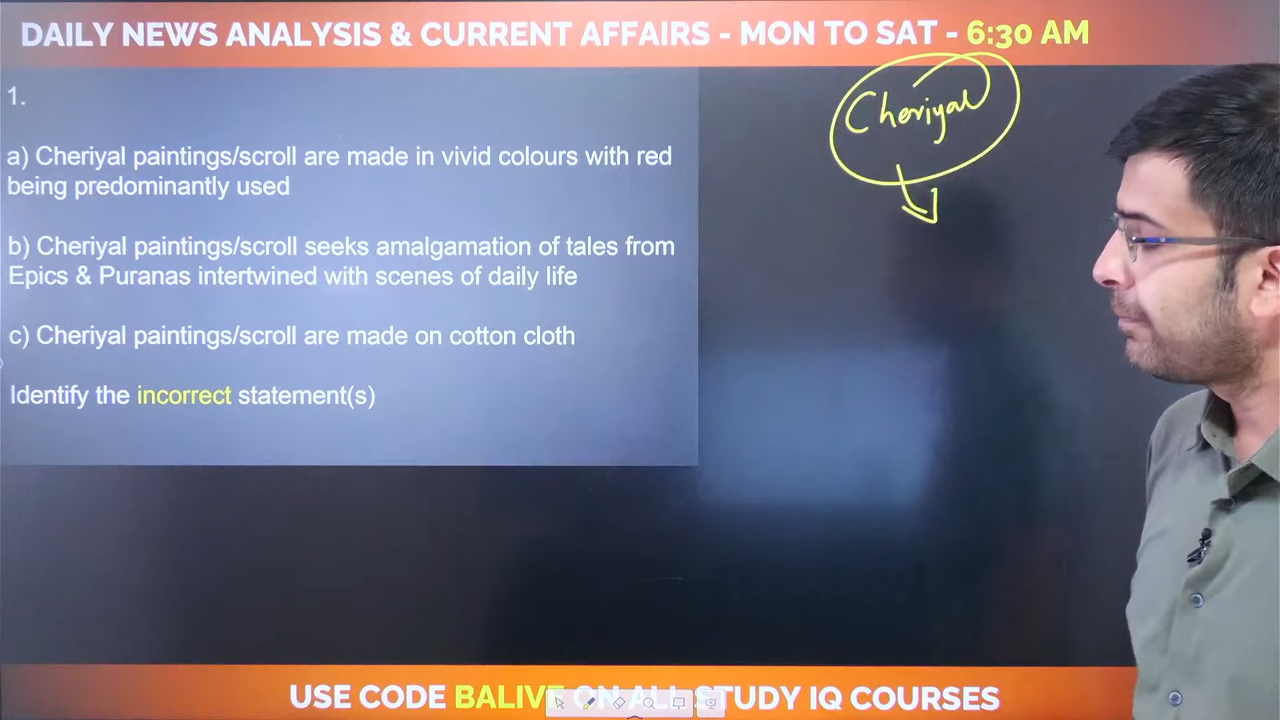 DAILY NEWS ANALYSIS & CURRENT AFFAIRS - MON TO SAT - 6:30 AM
Cheriyal
1.
a) Cheriyal paintings/scroll are made in vivid colours with red
being predominantly used
b) Cheriyal paintings/scroll seeks amalgamation of tales from
Epics & Puranas intertwined with scenes of daily life
c) Cheriyal paintings/scroll are made on cotton cloth
Identify the incorrect statement(s)
USE CODE BALIVE ON ALL STUDY IQ COURSES